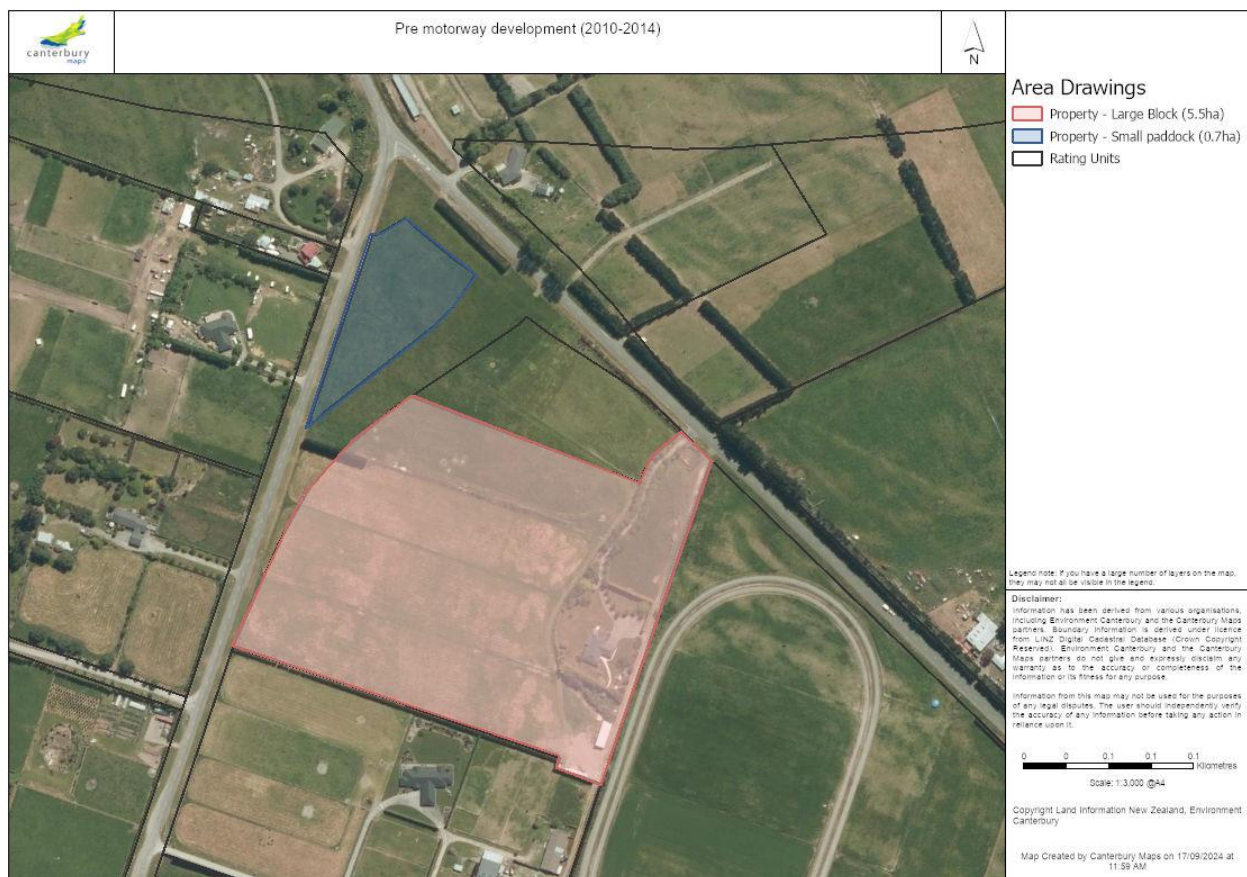 canterbury
maps
Pre motorway development (2010-2014)
N
Area Drawings
Property - Large Block (5.5ha)
Property - Small paddock (0.7ha)
Rating Units
Legend note: If you have a large number of layers on the map,
they may not all be visible in the legend.
Disclaimer:
Information has been derived from various organisations,
including Environment Canterbury and the Canterbury Maps
partners. Boundary information is derived under licence
from LINZ Digital Cadastral Database (Crown Copyright
Reserved). Environment Canterbury and the Canterbury
Maps partners do not give and expressly disclaim any
warranty as to the accuracy or completeness of the
information or its fitness for any purpose.
Information from this map may not be used for the purposes
of any legal disputes. The user should independently verify
the accuracy of any information before taking any action in
reliance upon it.
0 0 0.1 0.1 0.1
Kilometres
Scale: 1:3,000 @A4
Copyright Land Information New Zealand, Environment
Canterbury
Map Created by Canterbury Maps on 17/09/2024 at
11:59 AM